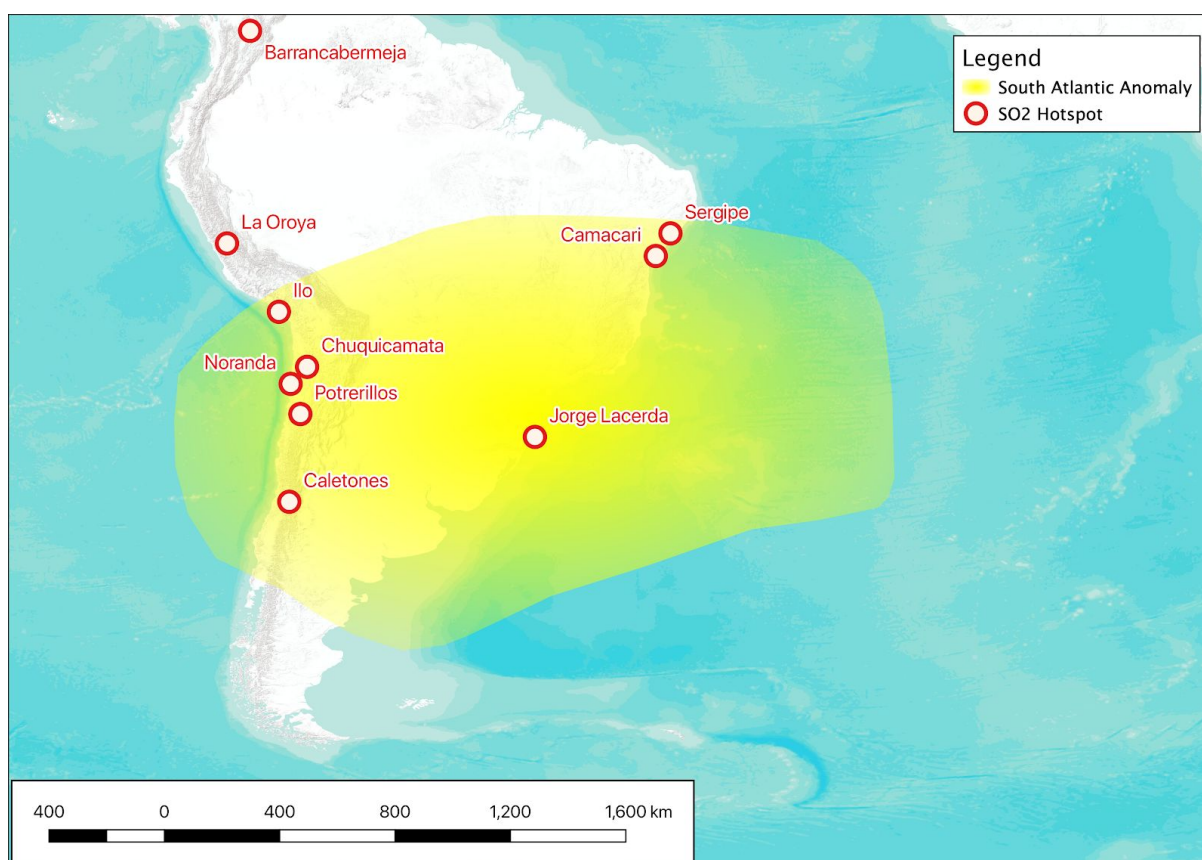 Barrancabermeja
Legend
South Atlantic Anomaly
SO2 Hotspot
La Oroya
Sergipe
Camacari
Ilo
Chuquicamata
Noranda
Potrerillos
Jorge Lacerda
Caletones
400 0 400 800 1,200 1,600 km